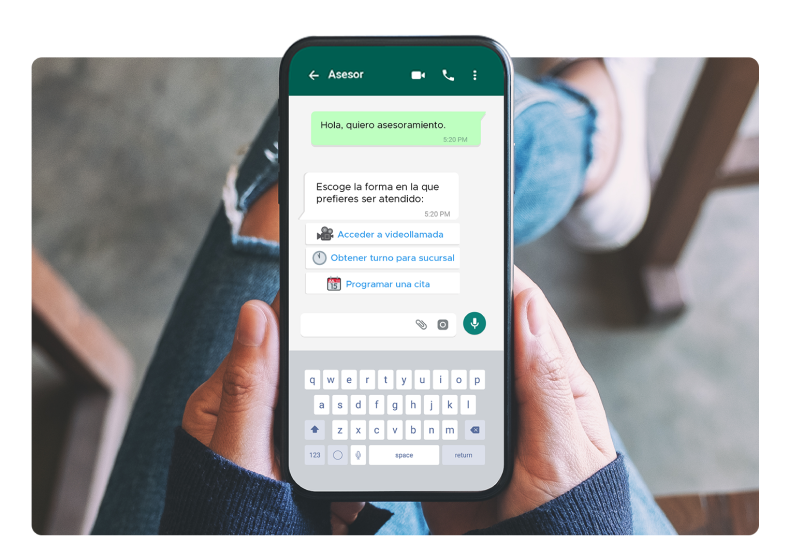 Asesor
Hola, quiero asesoramiento.
5:20 PM
Escoge la forma en la que
prefieres ser atendido:
5:20 PM
Acceder a videollamada
Obtener turno para sucursal
15
Programar una cita
q w e r t y u i o p
a s d f g h j k l
z x c v b n m
123 space return